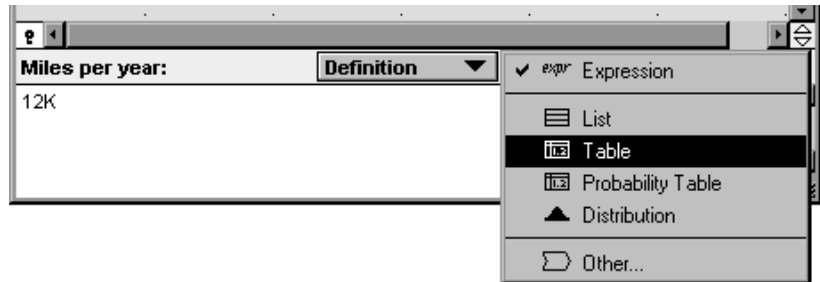 ?
Miles per year: Definition
12K
expr Expression
List
Table
Probability Table
Distribution
Other...